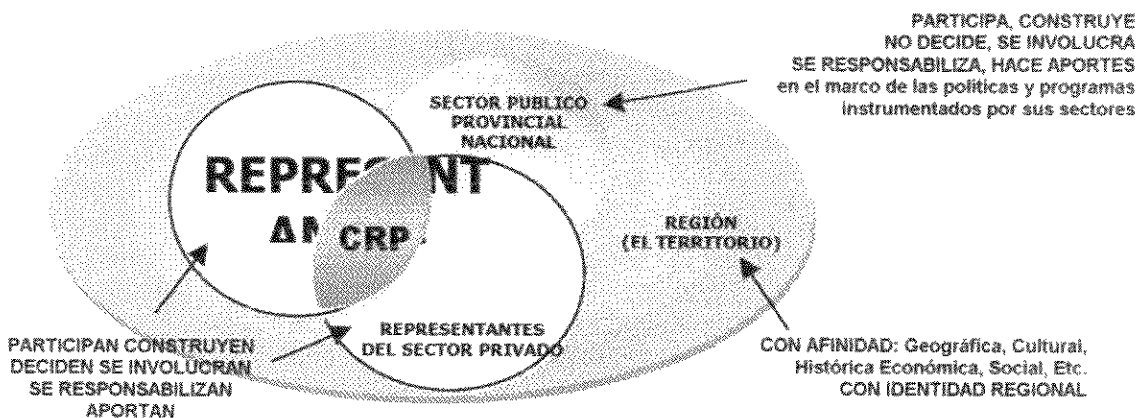 PARTICIPA, CONSTRUYE
NO DECIDE, SE INVOLUCRA
SE RESPONSABILIZA, HACE APORTES
en el marco de las políticas y programas
instrumentados por sus sectores
SECTOR PUBLICO
PROVINCIAL
NACIONAL
CRP
REGIÓN
(EL TERRITORIO)
REPRESENTANTES
DEL SECTOR PRIVADO
PARTICIPAN CONSTRUYEN
DECIDEN SE INVOLUCRAN
SE RESPONSABILIZAN
APORTAN
CON AFINIDAD: Geográfica, Cultural,
Histórica Económica, Social, Etc.
CON IDENTIDAD REGIONAL